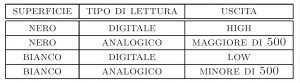 SUPERFICIE TIPO DI LETTURA USCITA
NERO DIGITALE HIGH
NERO ANALOGICO MAGGIORE DI 500
BIANCO DIGITALE LOW
BIANCO ANALOGICO MINORE DI 500